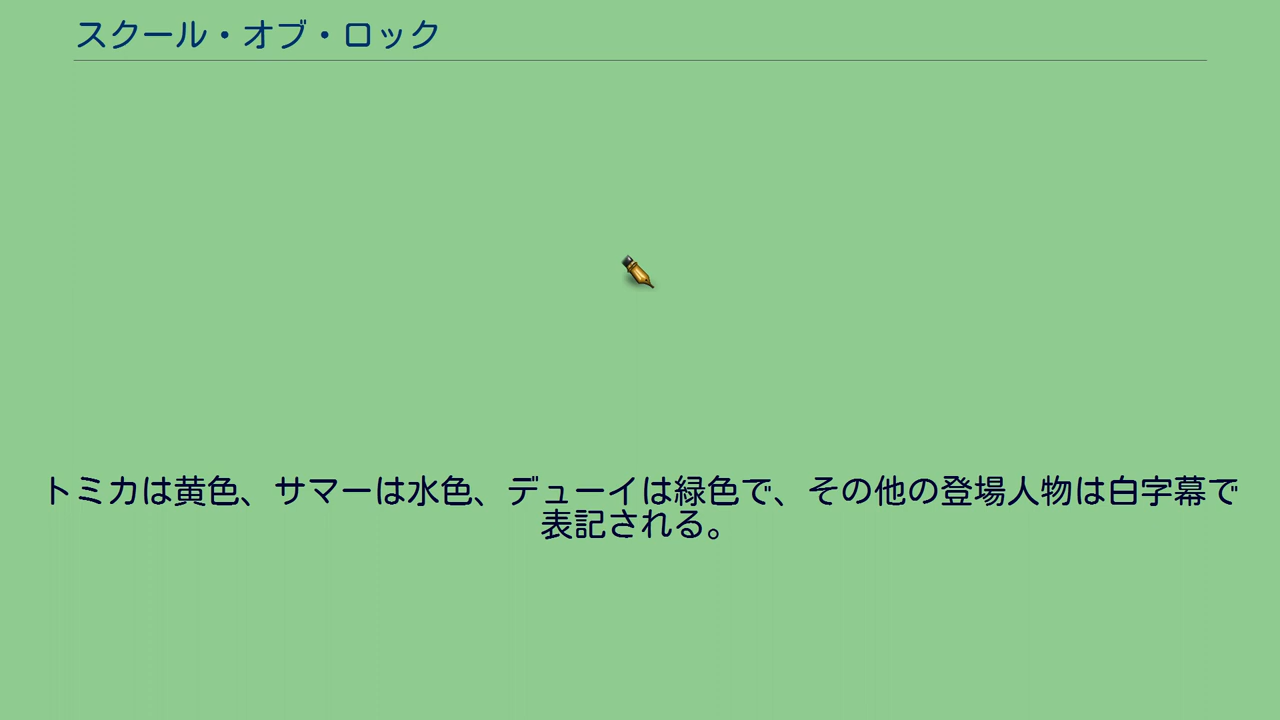 スクール・オブ・ロック
トミカは黄色、サマーは水色、デューイは緑色で、その他の登場人物は白字幕で
表記される。